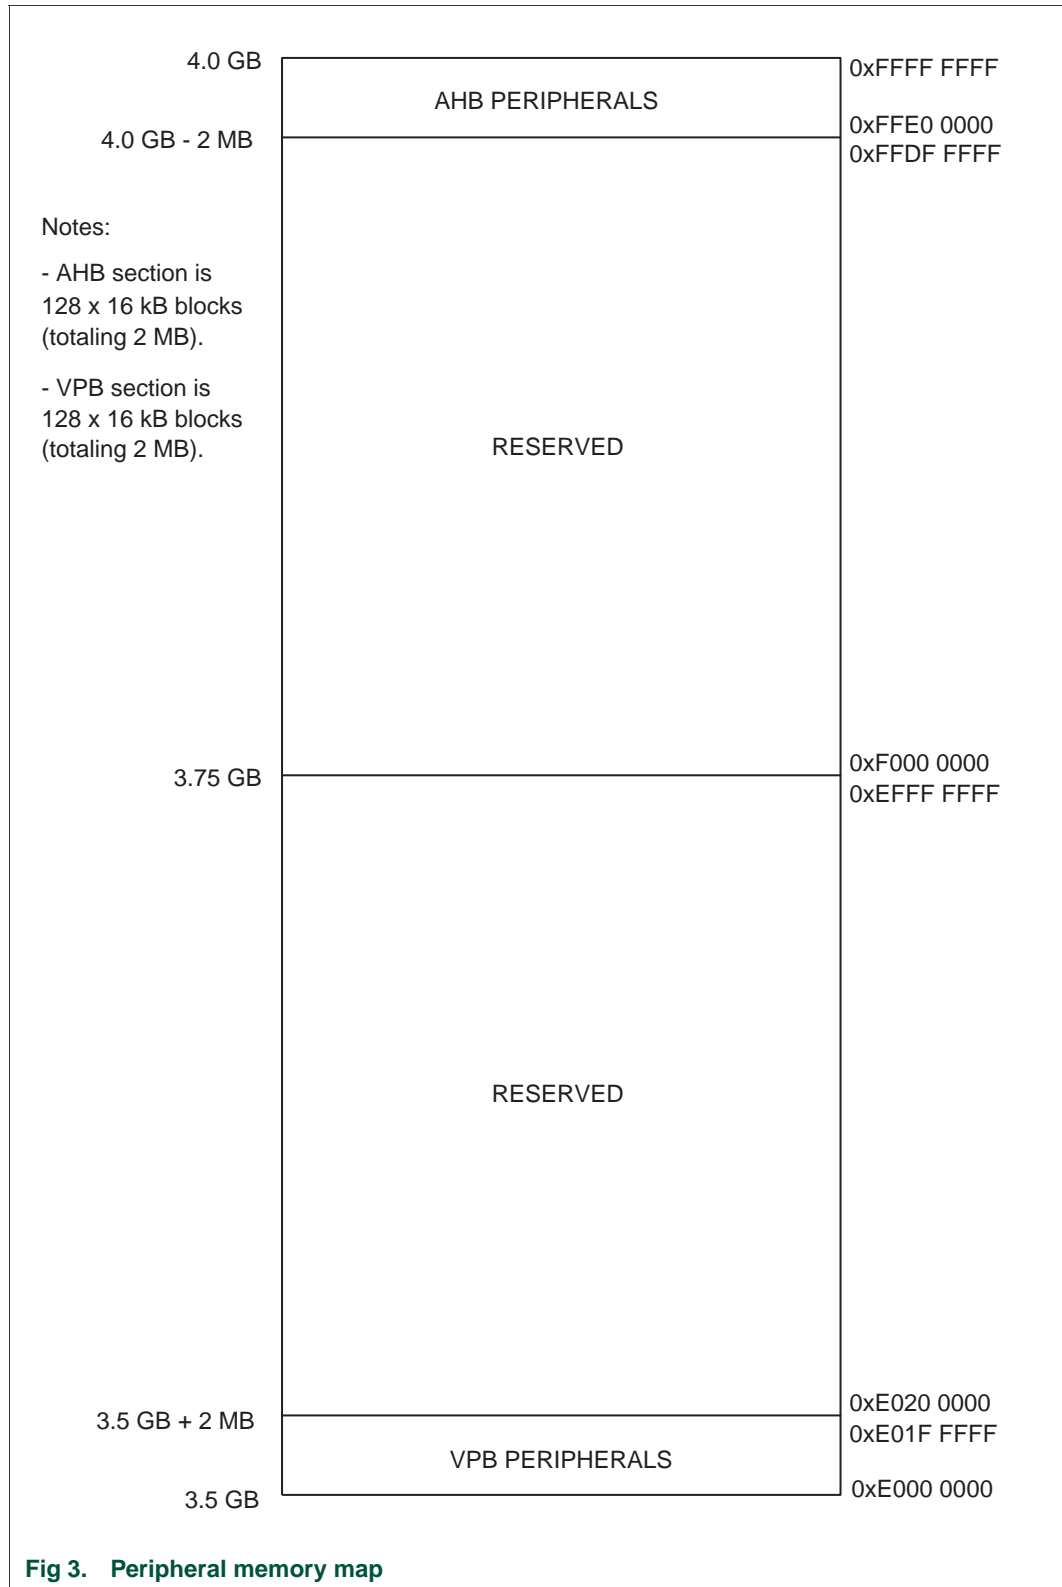 4.0 GB
0xFFFF FFFF
AHB PERIPHERALS
0xFFE0 0000
4.0 GB - 2 MB
0xFFDF FFFF
Notes:
- AHB section is
128 x 16 kB blocks
(totaling 2 MB).
- VPB section is
128 x 16 kB blocks
(totaling 2 MB).
RESERVED
0xF000 0000
3.75 GB
0xEFFF FFFF
RESERVED
0xE020 0000
3.5 GB + 2 MB
0xE01F FFFF
VPB PERIPHERALS
0xE000 0000
3.5 GB
Fig 3. Peripheral memory map